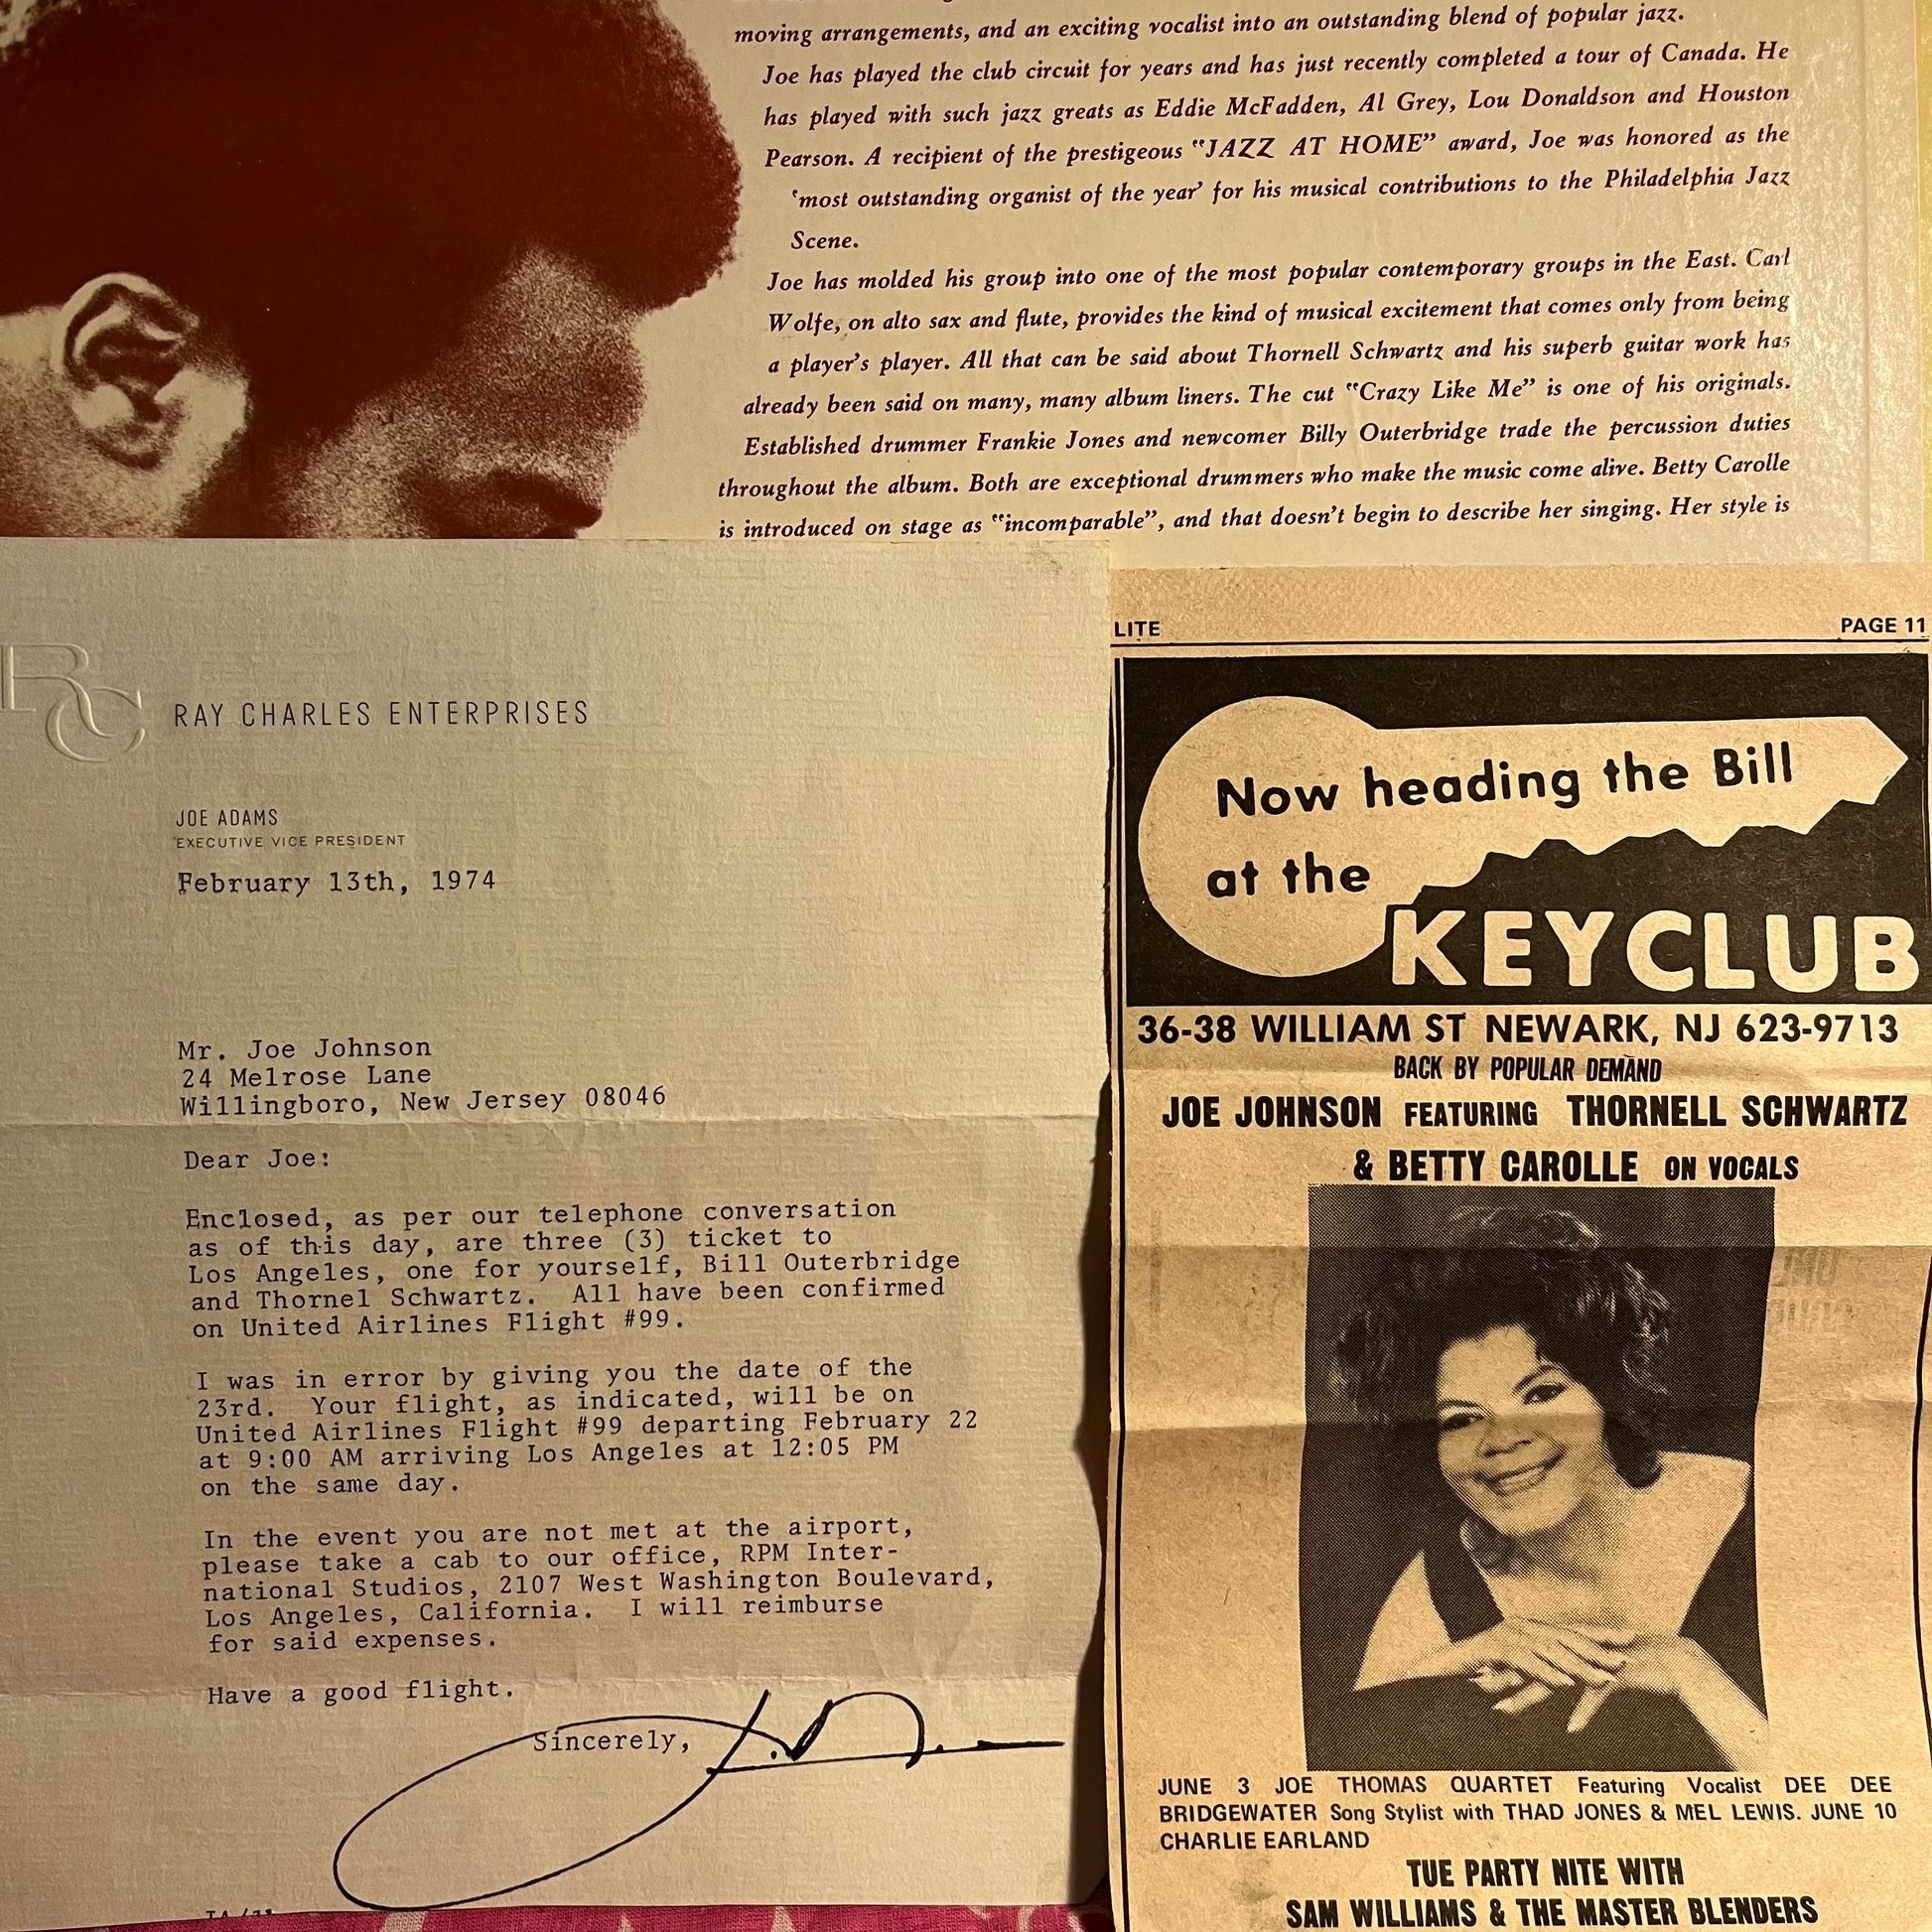 moving arrangements, and an exciting vocalist into an outstanding blend of popular jazz.
Joe has played the club circuit for years and has just recently completed a tour of Canada. He
has played with such jazz greats as Eddie McFadden, Al Grey, Lou Donaldson and Houston
Pearson. A recipient of the prestigeous "JAZZ AT HOME" award, Joe was honored as the
'most outstanding organist of the year' for his musical contributions to the Philadelphia Jazz
Scene.
Joe has molded his group into one of the most popular contemporary groups in the East. Carl
Wolfe, on alto sax and flute, provides the kind of musical excitement that comes only from being
a player's player. All that can be said about Thornell Schwartz and his superb guitar work has
already been said on many, many album liners. The cut "Crazy Like Me" is one of his originals.
Established drummer Frankie Jones and newcomer Billy Outerbridge trade the percussion duties
throughout the album. Both are exceptional drummers who make the music come alive. Betty Carolle
is introduced on stage as "incomparable", and that doesn't begin to describe her singing. Her style is
RC
RAY CHARLES ENTERPRISES
JOE ADAMS
EXECUTIVE VICE PRESIDENT
February 13th, 1974
Mr. Joe Johnson
24 Melrose Lane
Willingboro, New Jersey 08046
Dear Joe:
Enclosed, as per our telephone conversation
as of this day, are three (3) ticket to
Los Angeles, one for yourself, Bill Outerbridge
and Thornel Schwartz. All have been confirmed
on United Airlines Flight #99.
I was in error by giving you the date of the
23rd. Your flight, as indicated, will be on
United Airlines Flight #99 departing February 22
at 9:00 AM arriving Los Angeles at 12:05 PM
on the same day.
In the event you are not met at the airport,
please take a cab to our office, RPM Inter-
national Studios, 2107 West Washington Boulevard,
Los Angeles, California. I will reimburse
for said expenses.
Have a good flight.
Sincerely,
LITE PAGE 11
Now heading the Bill
at the
KEYCLUB
36-38 WILLIAM ST NEWARK, NJ 623-9713
BACK BY POPULAR DEMAND
JOE JOHNSON FEATURING THORNELL SCHWARTZ
& BETTY CAROLLE ON VOCALS
JUNE 3 JOE THOMAS QUARTET Featuring Vocalist DEE DEE
BRIDGEWATER Song Stylist with THAD JONES & MEL LEWIS. JUNE 10
CHARLIE EARLAND
TUE PARTY NITE WITH
SAM WILLIAMS & THE MASTER BLENDERS